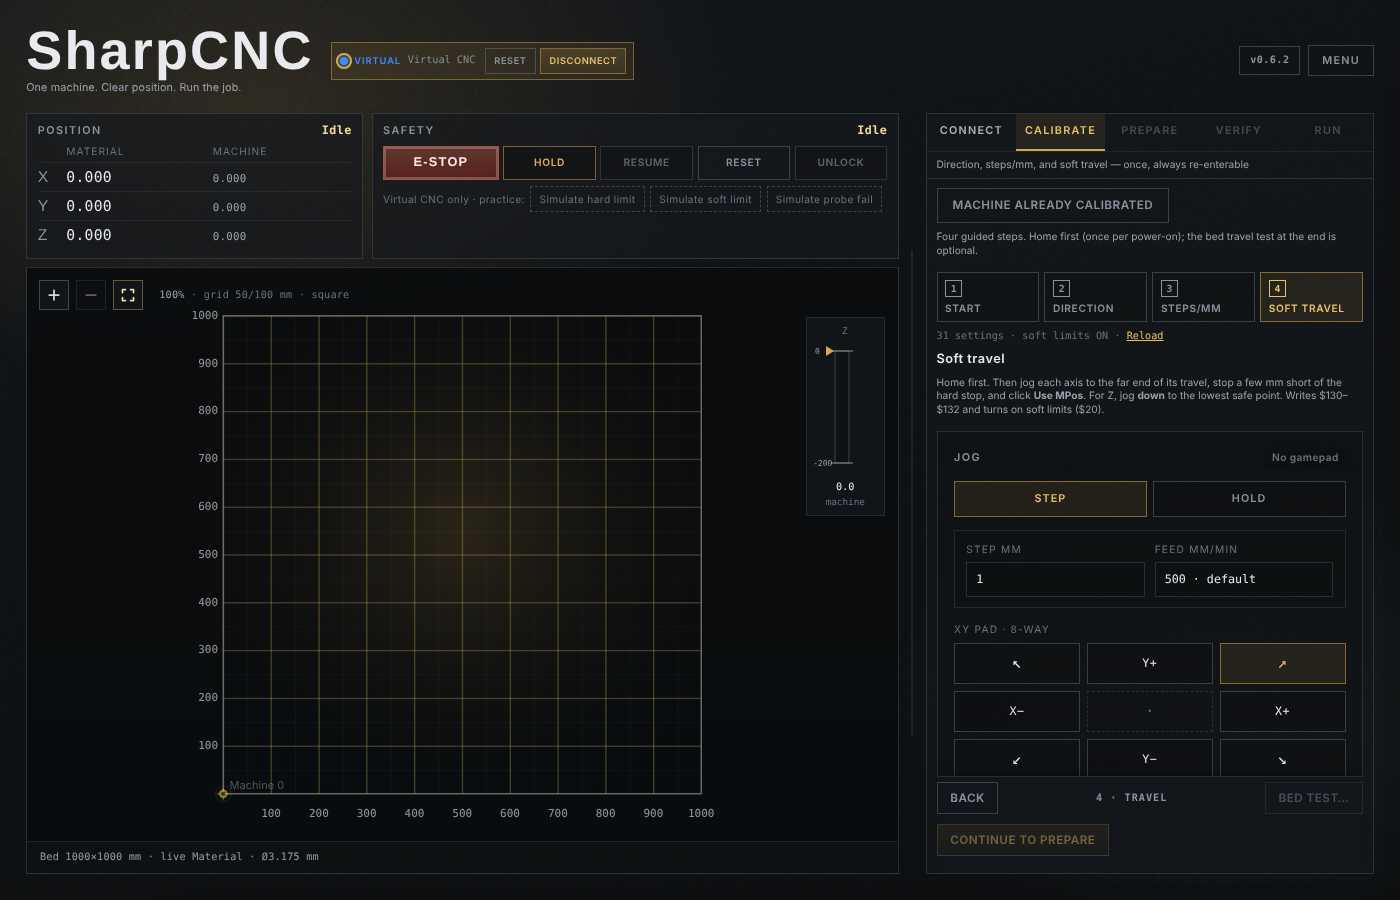 SharpCNC
One machine. Clear position. Run the job.
VIRTUAL Virtual CNC RESET DISCONNECT
v0.6.2 MENU
POSITION Idle
MATERIAL MACHINE
X 0.000 0.000
Y 0.000 0.000
Z 0.000 0.000
SAFETY Idle
E-STOP HOLD RESUME RESET UNLOCK
Virtual CNC only · practice: Simulate hard limit Simulate soft limit Simulate probe fail
+ − 100% · grid 50/100 mm · square
1000
900
800
700
600
500
400
300
200
100
Machine 0
100 200 300 400 500 600 700 800 900 1000
Z
0
-200
0.0
machine
Bed 1000×1000 mm · live Material · Ø3.175 mm
CONNECT CALIBRATE PREPARE VERIFY RUN
Direction, steps/mm, and soft travel — once, always re-enterable
MACHINE ALREADY CALIBRATED
Four guided steps. Home first (once per power-on); the bed travel test at the end is
optional.
1 START
2 DIRECTION
3 STEPS/MM
4 SOFT TRAVEL
31 settings · soft limits ON · Reload
Soft travel
Home first. Then jog each axis to the far end of its travel, stop a few mm short of the
hard stop, and click Use MPos. For Z, jog down to the lowest safe point. Writes $130–
$132 and turns on soft limits ($20).
JOG No gamepad
STEP HOLD
STEP MM FEED MM/MIN
1 500 · default
XY PAD · 8-WAY
↖ Y+ ↗
X− · X+
↙ Y− ↘
BACK 4 · TRAVEL BED TEST…
CONTINUE TO PREPARE